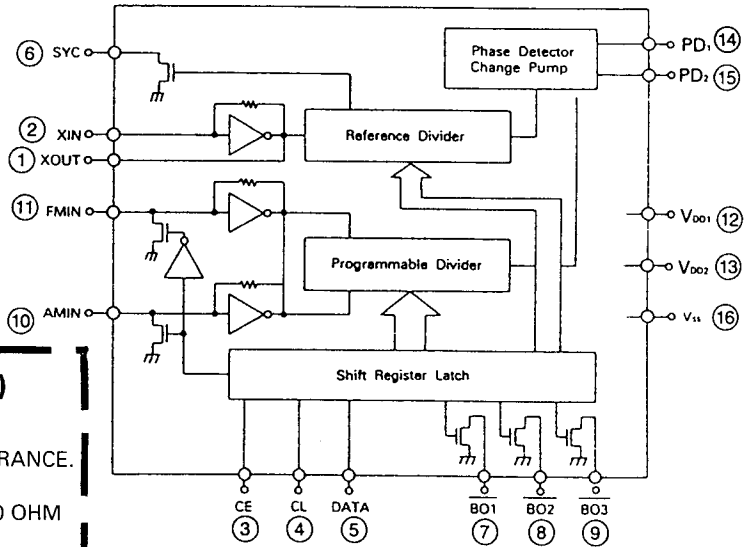 ⑥ SYC
② XIN
① XOUT
⑪ FMIN
⑩ AMIN
Phase Detector
Change Pump
PD₁ ⑭
PD₂ ⑮
Reference Divider
Programmable Divider
Shift Register Latch
VDD1 ⑫
VDD2 ⑬
Vss ⑯
CE CL DATA BO1 BO2 BO3
③ ④ ⑤ ⑦ ⑧ ⑨
)
RANCE.
OHM